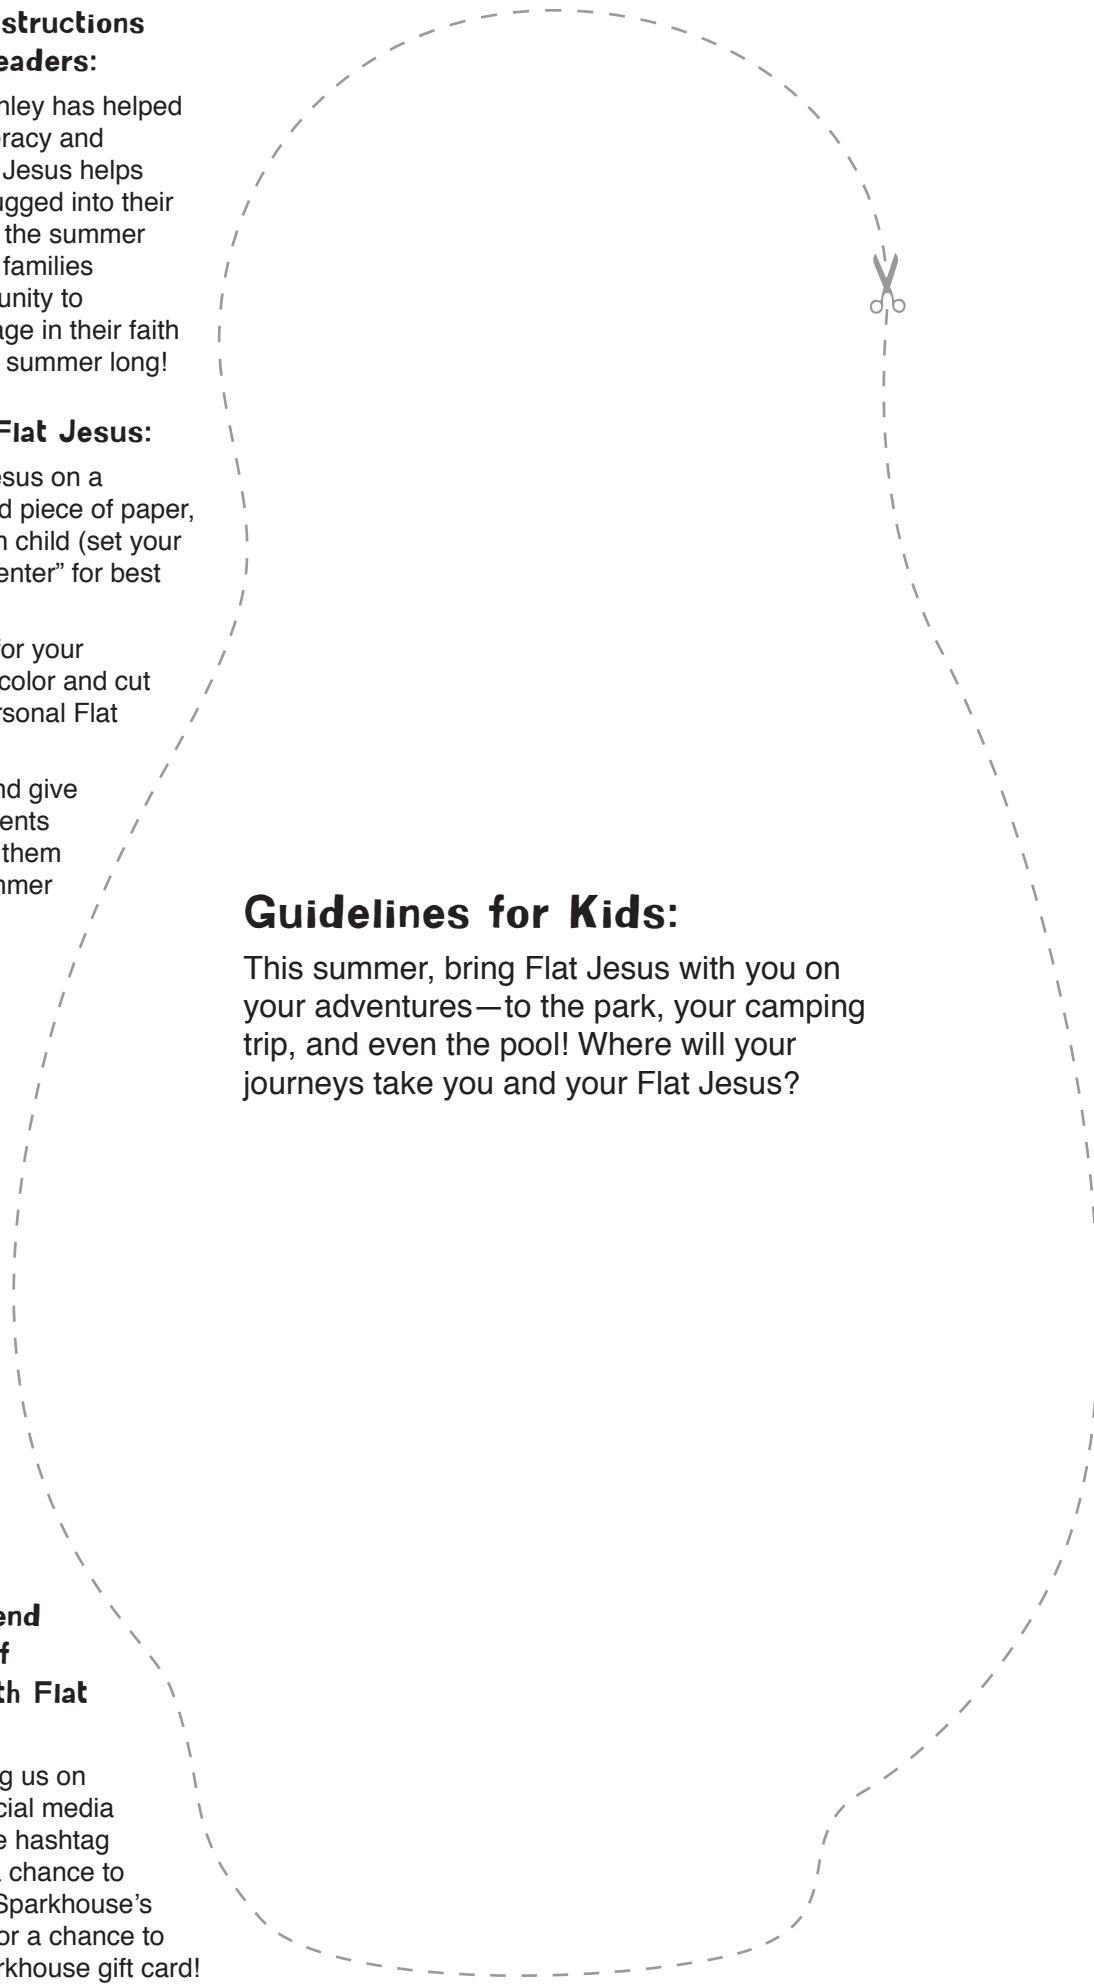 structions
eaders:
nley has helped
racy and
Jesus helps
ugged into their
the summer
families
unity to
age in their faith
summer long!
Flat Jesus:
esus on a
d piece of paper,
n child (set your
enter” for best
for your
color and cut
rsonal Flat
nd give
ents
them
nmer
Guidelines for Kids:
This summer, bring Flat Jesus with you on
your adventures—to the park, your camping
trip, and even the pool! Where will your
journeys take you and your Flat Jesus?
end
f
th Flat
g us on
cial media
e hashtag
chance to
Sparkhouse’s
or a chance to
rkhouse gift card!